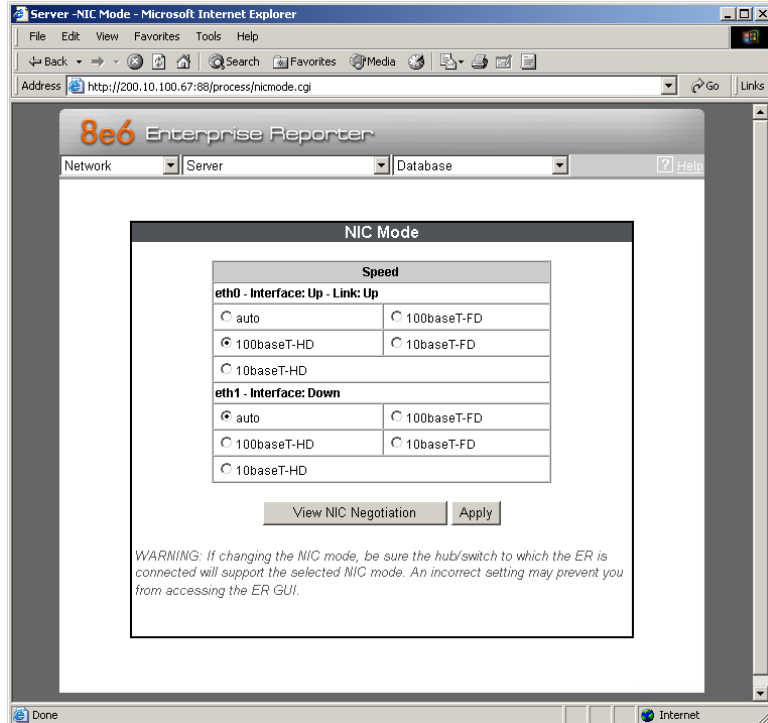 Server -NIC Mode - Microsoft Internet Explorer
File Edit View Favorites Tools Help
Back Search Favorites Media
Address http://200.10.100.67:88/process/nicmode.cgi Go Links
8e6 Enterprise Reporter
Network Server Database ? Help
NIC Mode
Speed
eth0 - Interface: Up - Link: Up
auto 100baseT-FD
100baseT-HD 10baseT-FD
10baseT-HD
eth1 - Interface: Down
auto 100baseT-FD
100baseT-HD 10baseT-FD
10baseT-HD
View NIC Negotiation Apply
WARNING: If changing the NIC mode, be sure the hub/switch to which the ER is
connected will support the selected NIC mode. An incorrect setting may prevent you
from accessing the ER GUI.
Done Internet